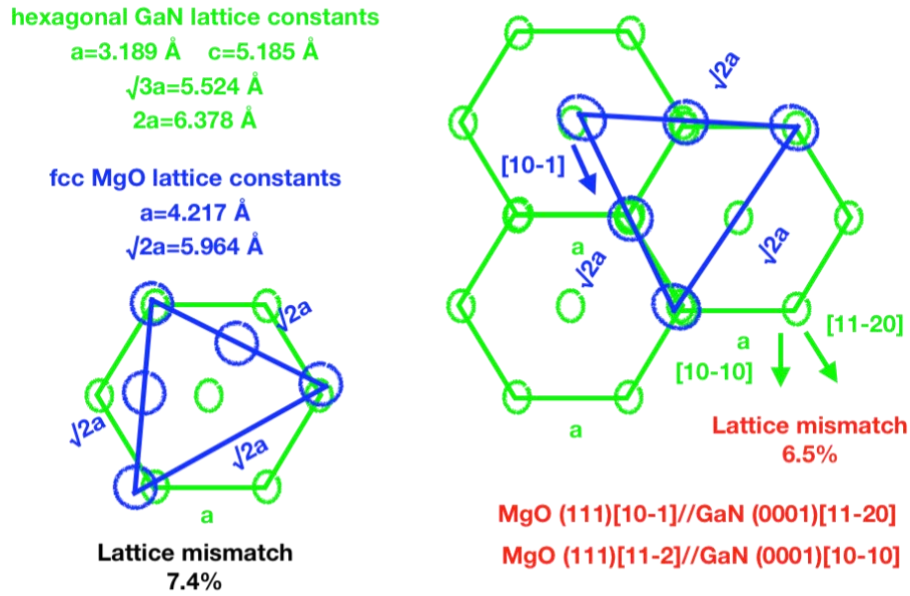 hexagonal GaN lattice constants
a=3.189 Å c=5.185 Å
√3a=5.524 Å
2a=6.378 Å
fcc MgO lattice constants
a=4.217 Å
√2a=5.964 Å
√2a
√2a
√2a
a
Lattice mismatch
7.4%
√2a
[10-1]
a
√2a
√2a
a
[11-20]
[10-10]
a
Lattice mismatch
6.5%
MgO (111)[10-1]//GaN (0001)[11-20]
MgO (111)[11-2]//GaN (0001)[10-10]